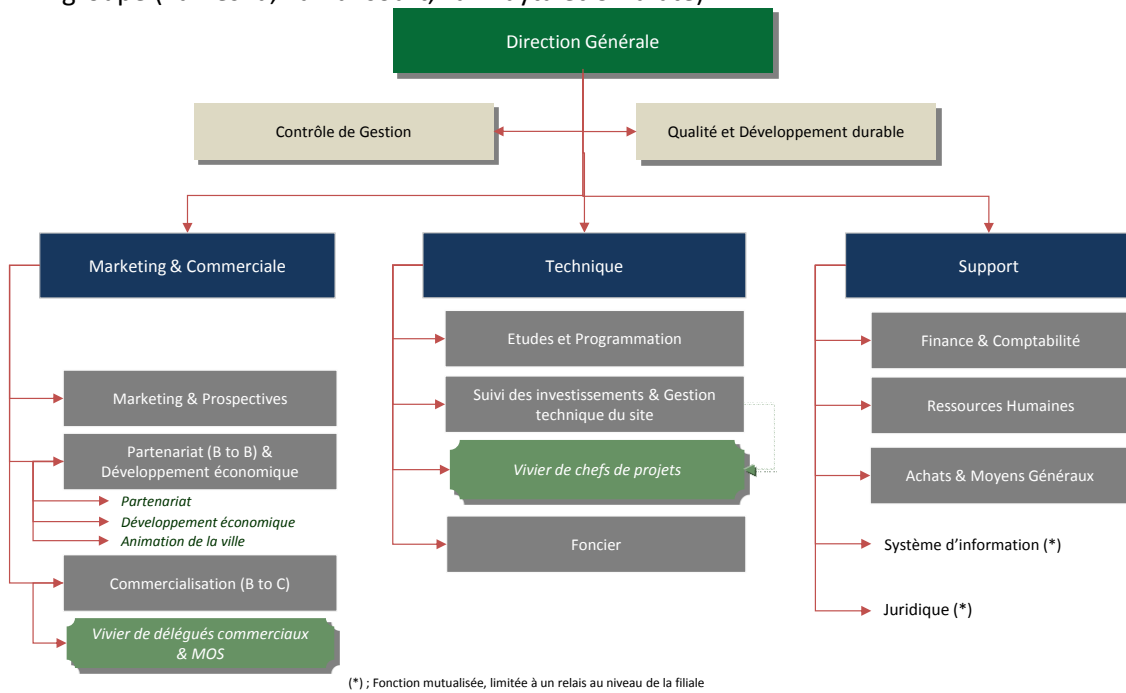 Direction Générale
Contrôle de Gestion
Qualité et Développement durable
Marketing & Commerciale
Technique
Support
Marketing & Prospectives
Partenariat (B to B) &
Développement économique
Partenariat
Développement économique
Animation de la ville
Commercialisation (B to C)
Vivier de délégués commerciaux
& MOS
Etudes et Programmation
Suivi des investissements & Gestion
technique du site
Vivier de chefs de projets
Foncier
Finance & Comptabilité
Ressources Humaines
Achats & Moyens Généraux
Système d’information (*)
Juridique (*)
(*) ; Fonction mutualisée, limitée à un relais au niveau de la filiale